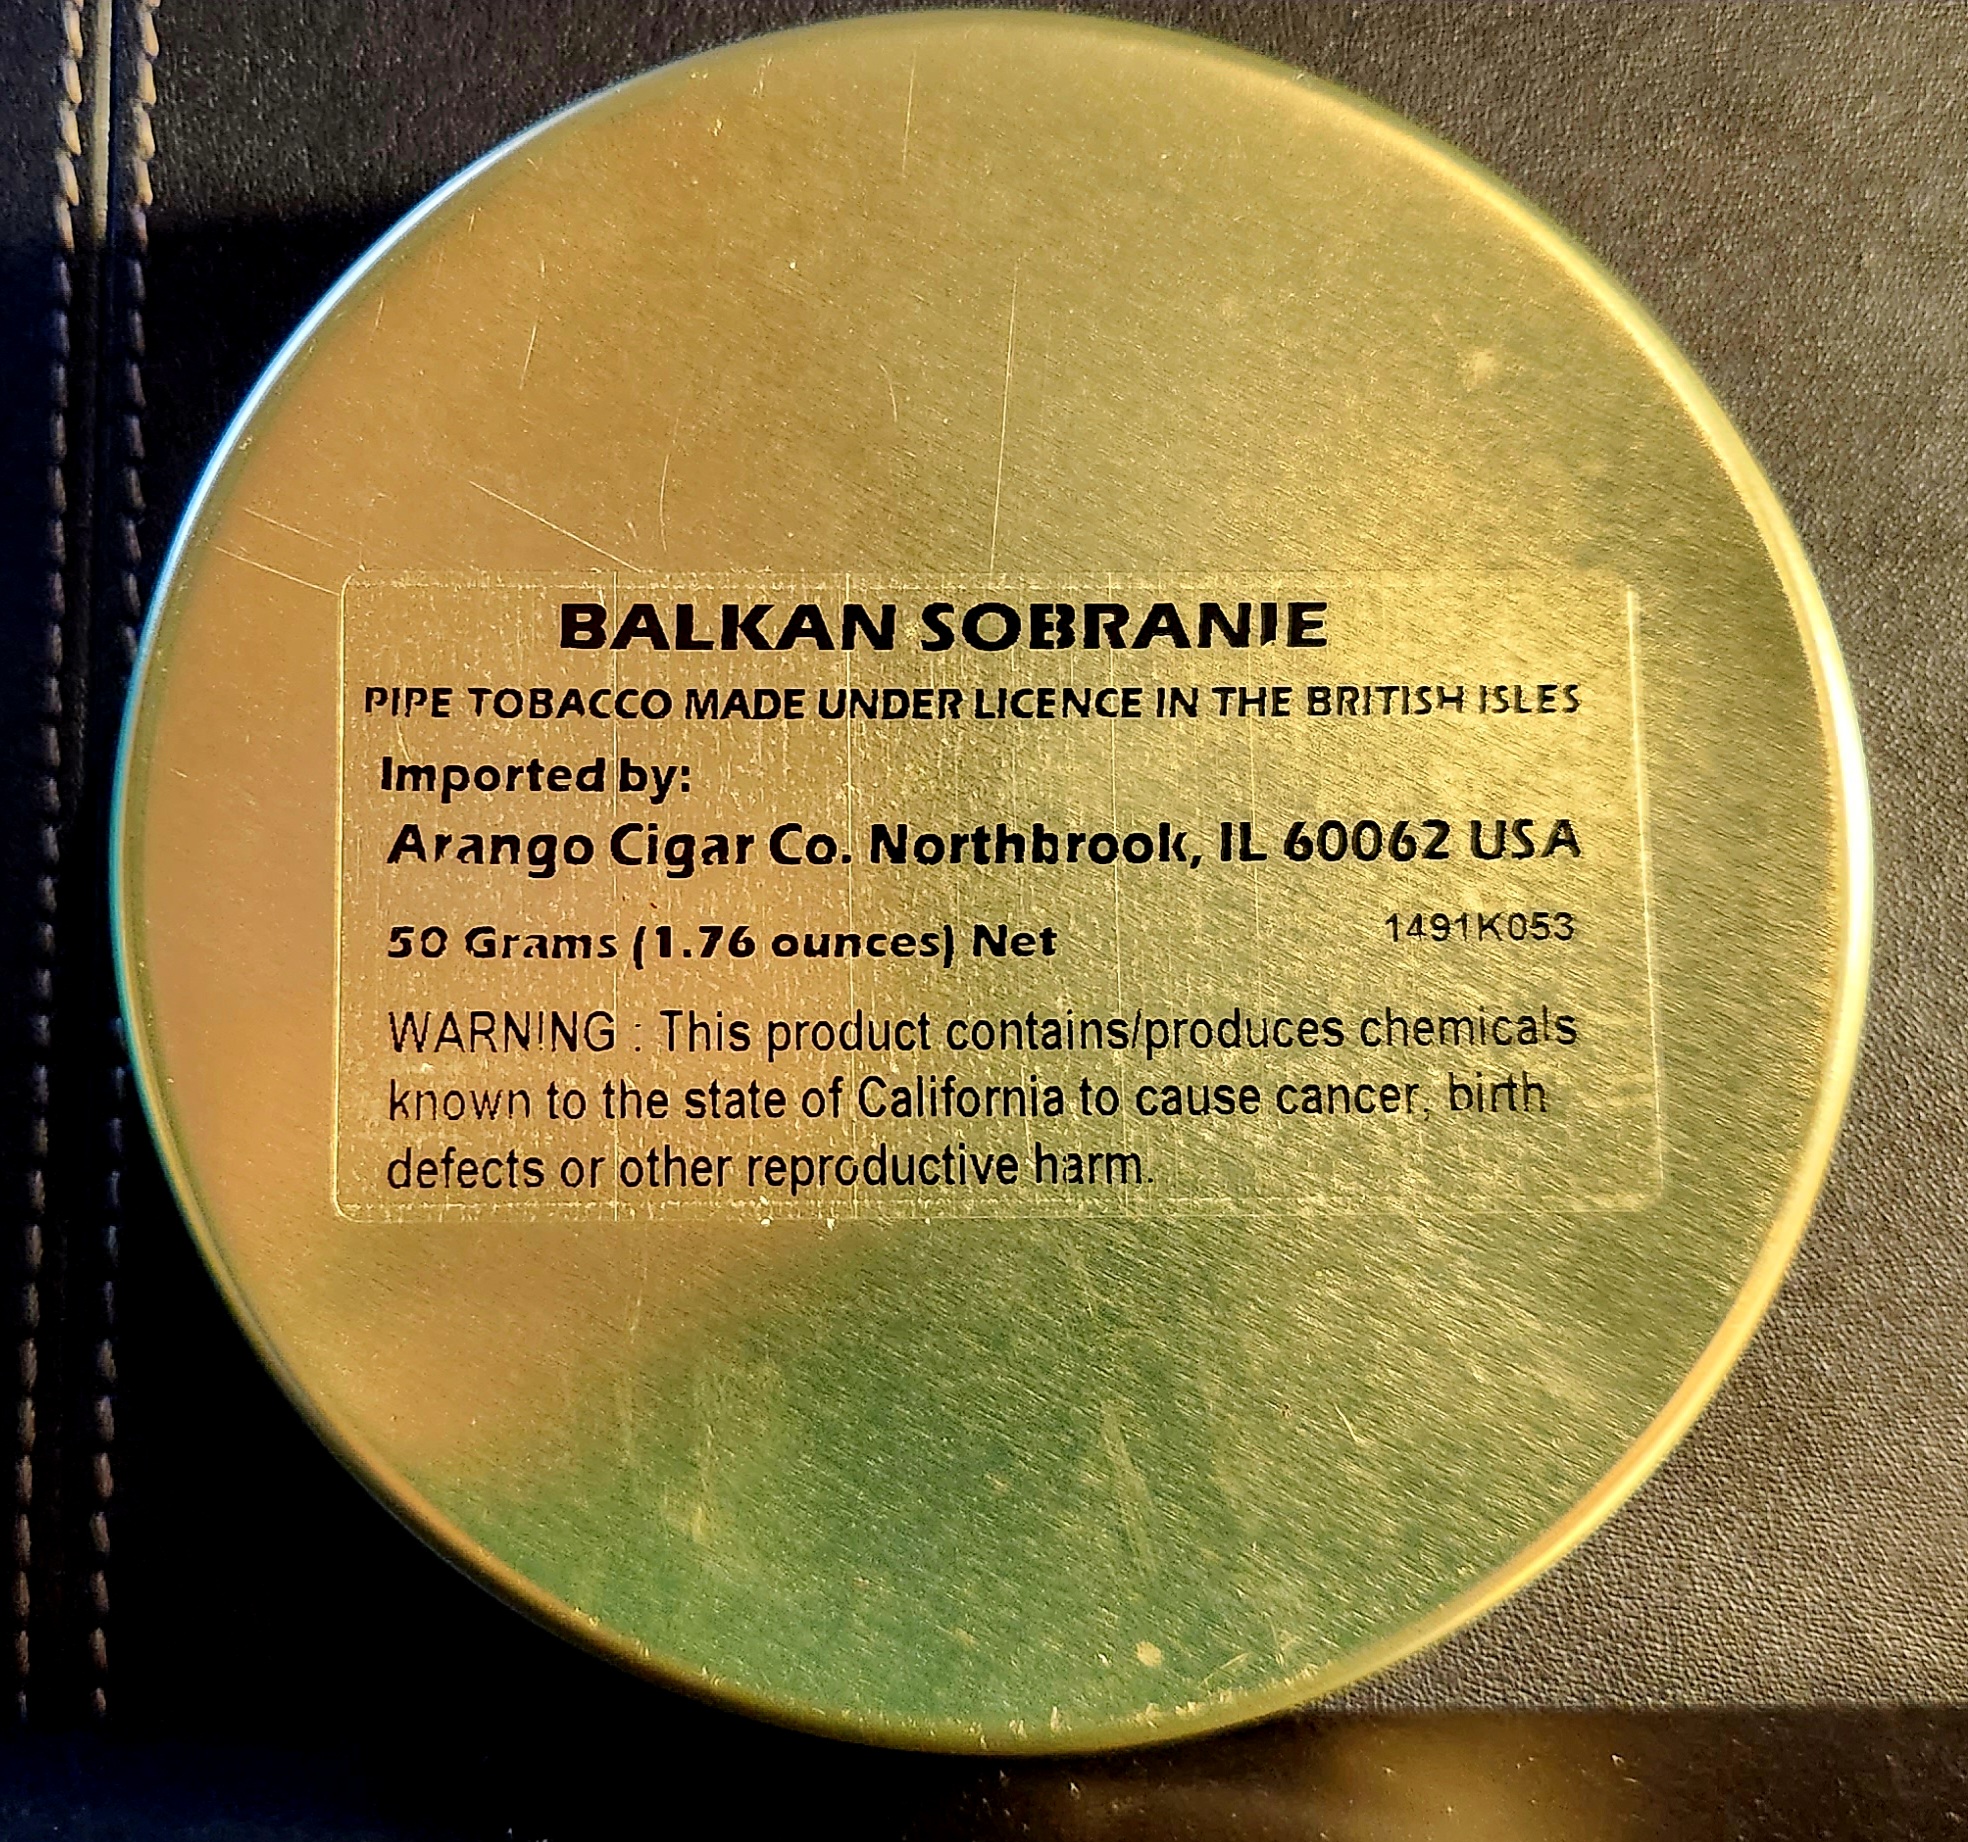 BALKAN SOBRANIE
PIPE TOBACCO MADE UNDER LICENCE IN THE BRITISH ISLES
Imported by:
Arango Cigar Co. Northbrook, IL 60062 USA
50 Grams (1.76 ounces) Net 1491K053
WARNING : This product contains/produces chemicals
known to the state of California to cause cancer, birth
defects or other reproductive harm.